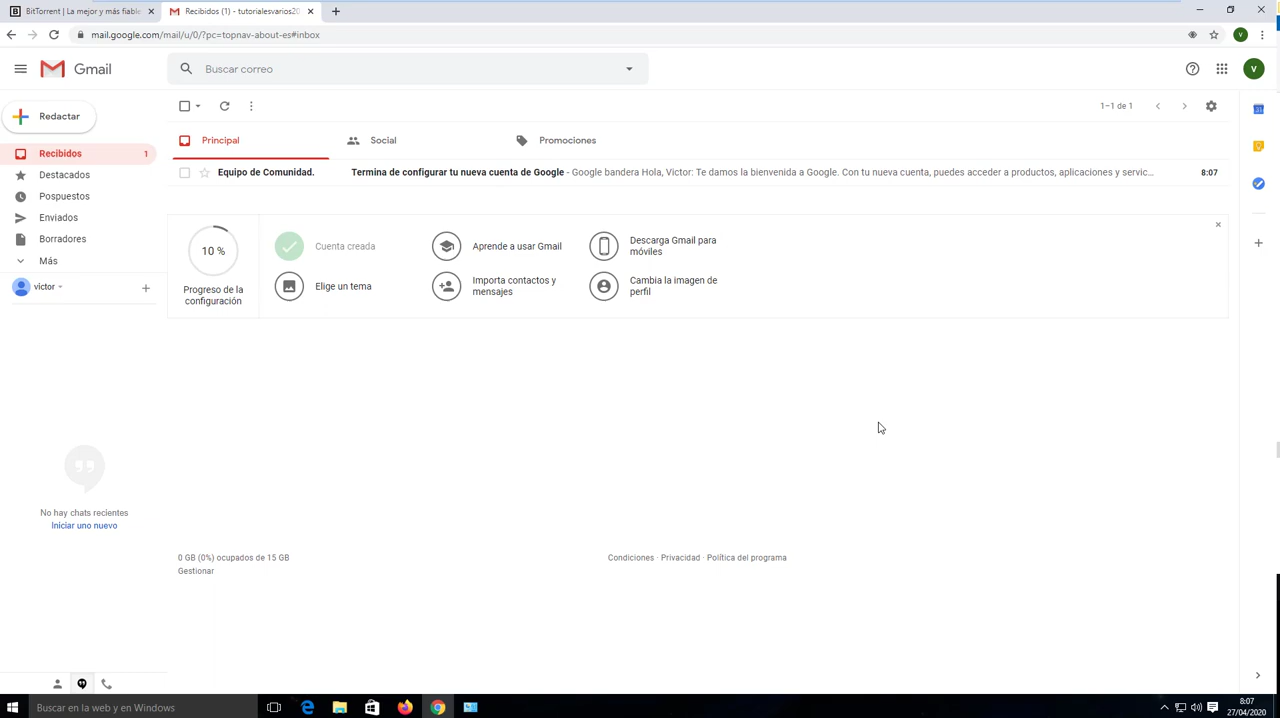 BitTorrent | La mejor y más fiable
Recibidos (1) - tutorialesvarios20
mail.google.com/mail/u/0/?pc=topnav-about-es#inbox
V
Gmail
Buscar correo
V
Redactar
1–1 de 1
Recibidos 1
Destacados
Pospuestos
Enviados
Borradores
Más
victor
Principal
Social
Promociones
Equipo de Comunidad. Termina de configurar tu nueva cuenta de Google - Google bandera Hola, Victor: Te damos la bienvenida a Google. Con tu nueva cuenta, puedes acceder a productos, aplicaciones y servic... 8:07
10 %
Progreso de la
configuración
Cuenta creada
Aprende a usar Gmail
Descarga Gmail para
móviles
Elige un tema
Importa contactos y
mensajes
Cambia la imagen de
perfil
No hay chats recientes
Iniciar uno nuevo
0 GB (0%) ocupados de 15 GB
Gestionar
Condiciones · Privacidad · Política del programa
Buscar en la web y en Windows
8:07
27/04/2020